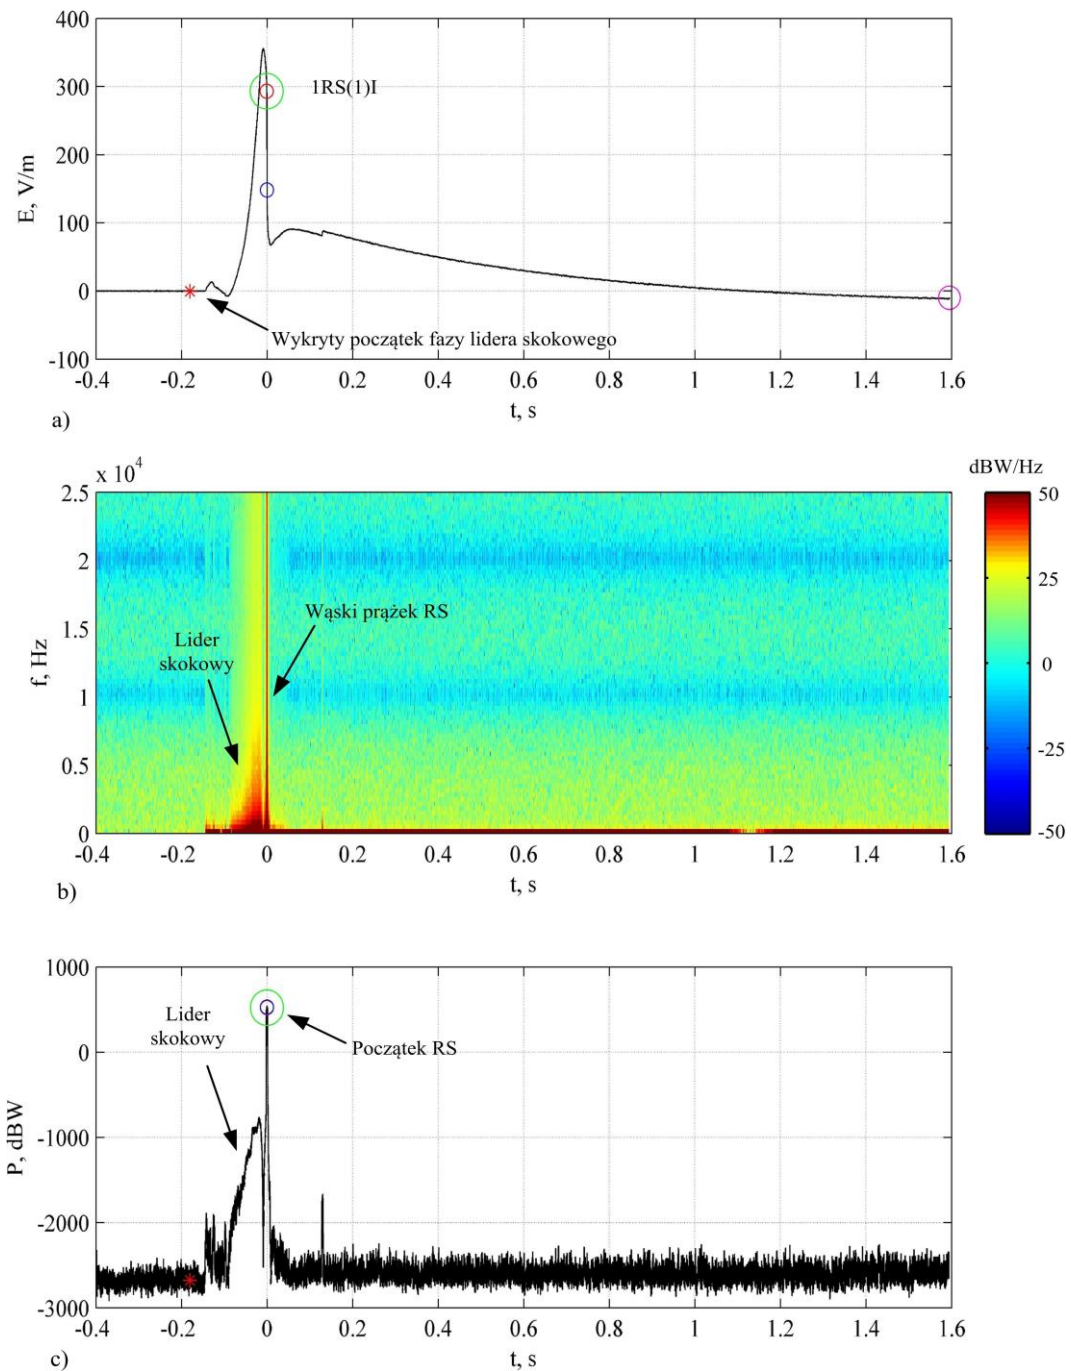 400
300
200
100
0
-100
E, V/m
1RS(1)I
Wykryty początek fazy lidera skokowego
-0.4 -0.2 0 0.2 0.4 0.6 0.8 1 1.2 1.4 1.6
t, s
a)
x 10⁴
2.5
2
1.5
1
0.5
0
f, Hz
Lider
skokowy
Wąski prążek RS
dBW/Hz
50
25
0
-25
-50
-0.4 -0.2 0 0.2 0.4 0.6 0.8 1 1.2 1.4 1.6
t, s
b)
1000
0
-1000
-2000
-3000
P, dBW
Lider
skokowy
Początek RS
-0.4 -0.2 0 0.2 0.4 0.6 0.8 1 1.2 1.4 1.6
t, s
c)